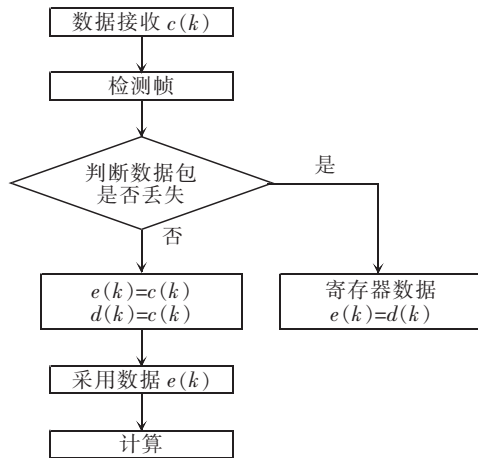 数据接收 c(k)
检测帧
判断数据包
是否丢失
是
否
e(k)=c(k)
d(k)=c(k)
寄存器数据
e(k)=d(k)
采用数据 e(k)
计算